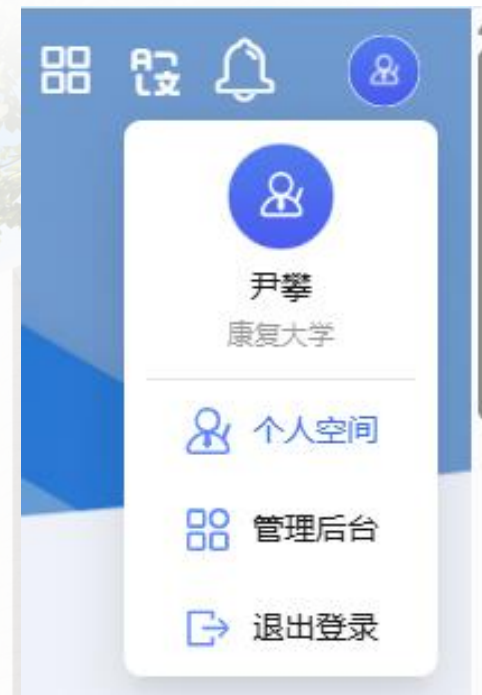 尹攀
康复大学
个人空间
管理后台
退出登录